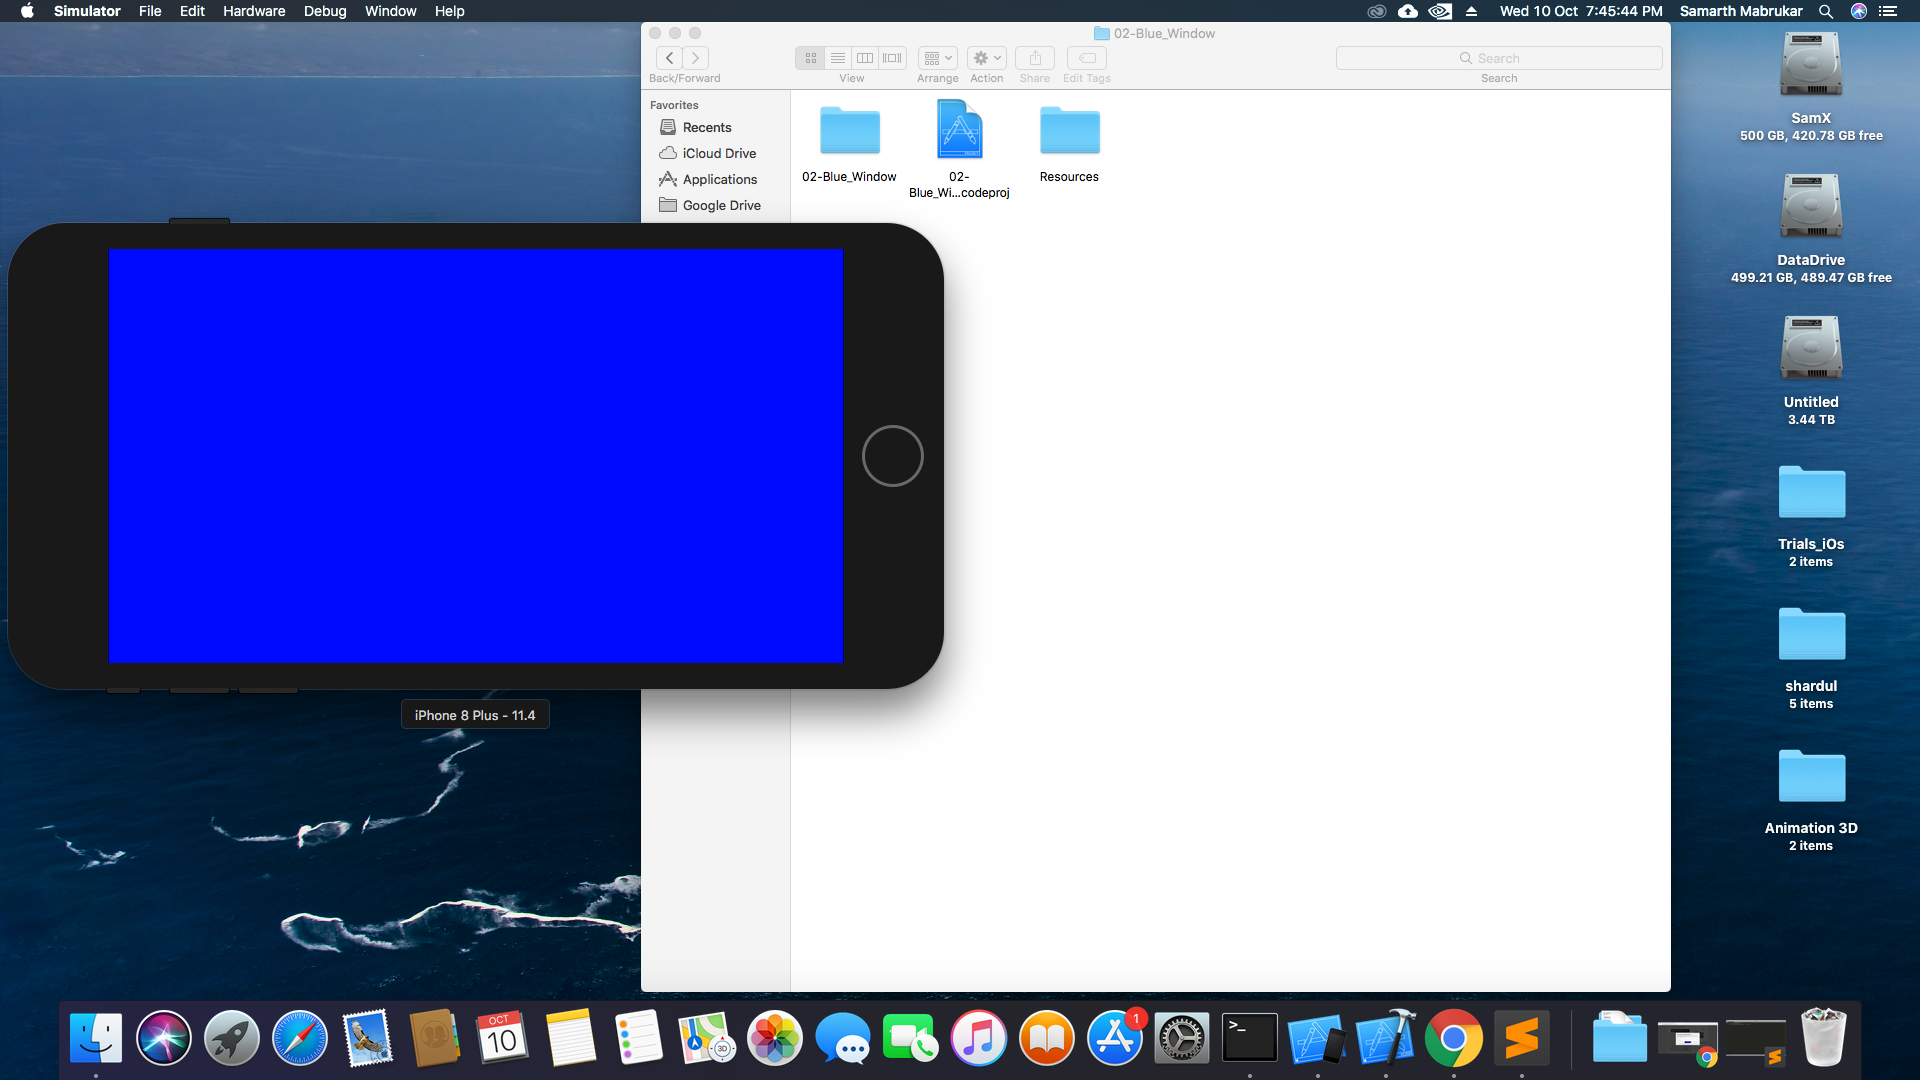 Simulator File Edit Hardware Debug Window Help
Wed 10 Oct 7:45:44 PM Samarth Mabrukar
02-Blue_Window
Search
Back/Forward View Arrange Action Share Edit Tags Search
Favorites
Recents
iCloud Drive
Applications
Google Drive
02-Blue_Window
02-
Blue_Wi...codeproj
Resources
iPhone 8 Plus - 11.4
SamX
500 GB, 420.78 GB free
DataDrive
499.21 GB, 489.47 GB free
Untitled
3.44 TB
Trials_iOs
2 items
shardul
5 items
Animation 3D
2 items
OCT
10
3D
1
>_